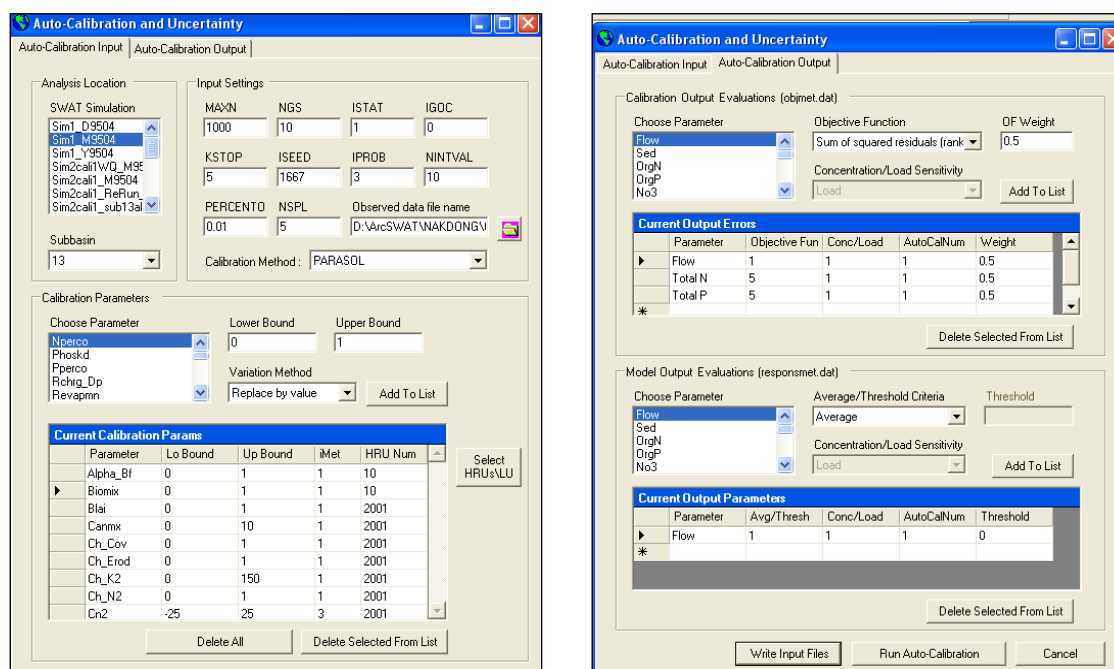 Auto-Calibration and Uncertainty
Auto-Calibration Input Auto-Calibration Output
Analysis Location
SWAT Simulation
Sim1_D9504
Sim1_M9504
Sim1_Y9504
Sim2cali1WQ_M95
Sim2cali1_M9504
Sim2cali1_ReRun_
Sim2cali1_sub13al
Subbasin
13
Input Settings
MAXN NGS ISTAT IGOC
1000 10 1 0
KSTOP ISEED IPROB NINTVAL
5 1667 3 10
PERCENTO NSPL Observed data file name
0.01 5 D:\ArcSWAT\NAKDONG\
Calibration Method : PARASOL
Calibration Parameters
Choose Parameter
Nperco
Phoskd
Pperco
Rchrg_Dp
Revapmn
Lower Bound Upper Bound
0 1
Variation Method
Replace by value Add To List
Current Calibration Params
Parameter Lo Bound Up Bound iMet HRU Num
Alpha_Bf 0 1 1 10
Biomix 0 1 1 10
Blai 0 1 1 2001
Canmx 0 10 1 2001
Ch_Cov 0 1 1 2001
Ch_Erod 0 1 1 2001
Ch_K2 0 150 1 2001
Ch_N2 0 1 1 2001
Cn2 -25 25 3 2001
Select HRUs\LU
Delete All Delete Selected From List
Auto-Calibration and Uncertainty
Auto-Calibration Input Auto-Calibration Output
Calibration Output Evaluations (objmet.dat)
Choose Parameter
Flow
Sed
OrgN
OrgP
No3
Objective Function OF Weight
Sum of squared residuals (rank 0.5
Concentration/Load Sensitivity
Load Add To List
Current Output Errors
Parameter Objective Fun Conc/Load AutoCalNum Weight
Flow 1 1 1 0.5
Total N 5 1 1 0.5
Total P 5 1 1 0.5
Delete Selected From List
Model Output Evaluations (responsmet.dat)
Choose Parameter
Flow
Sed
OrgN
OrgP
No3
Average/Threshold Criteria Threshold
Average
Concentration/Load Sensitivity
Load Add To List
Current Output Parameters
Parameter Avg/Thresh Conc/Load AutoCalNum Threshold
Flow 1 1 1 0
Delete Selected From List
Write Input Files Run Auto-Calibration Cancel